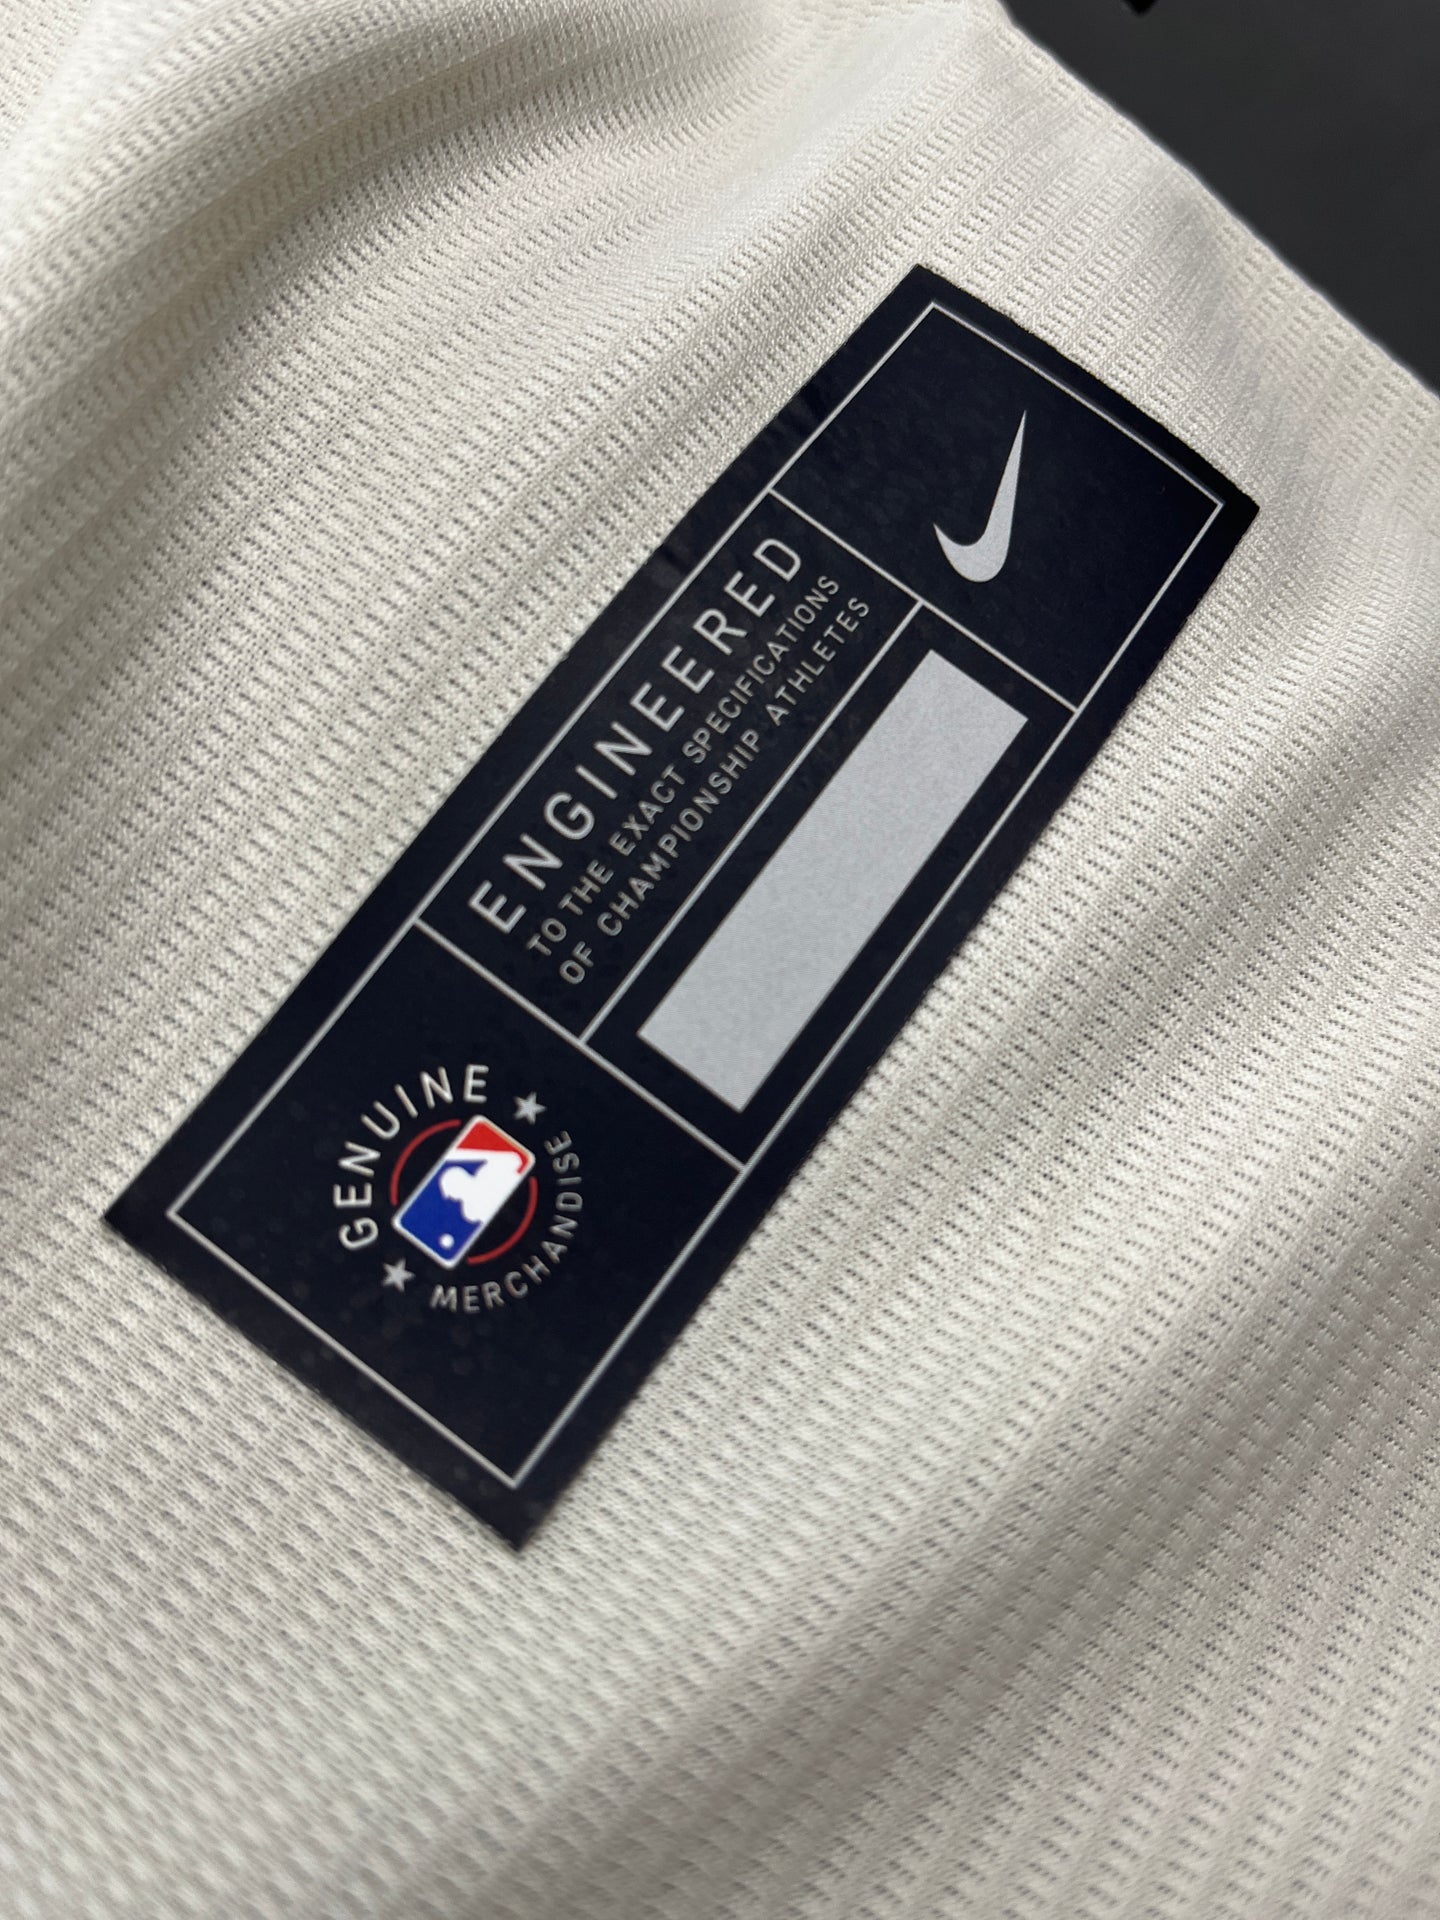 ENGINEERED
TO THE EXACT SPECIFICATIONS
OF CHAMPIONSHIP ATHLETES
GENUINE
MERCHANDISE